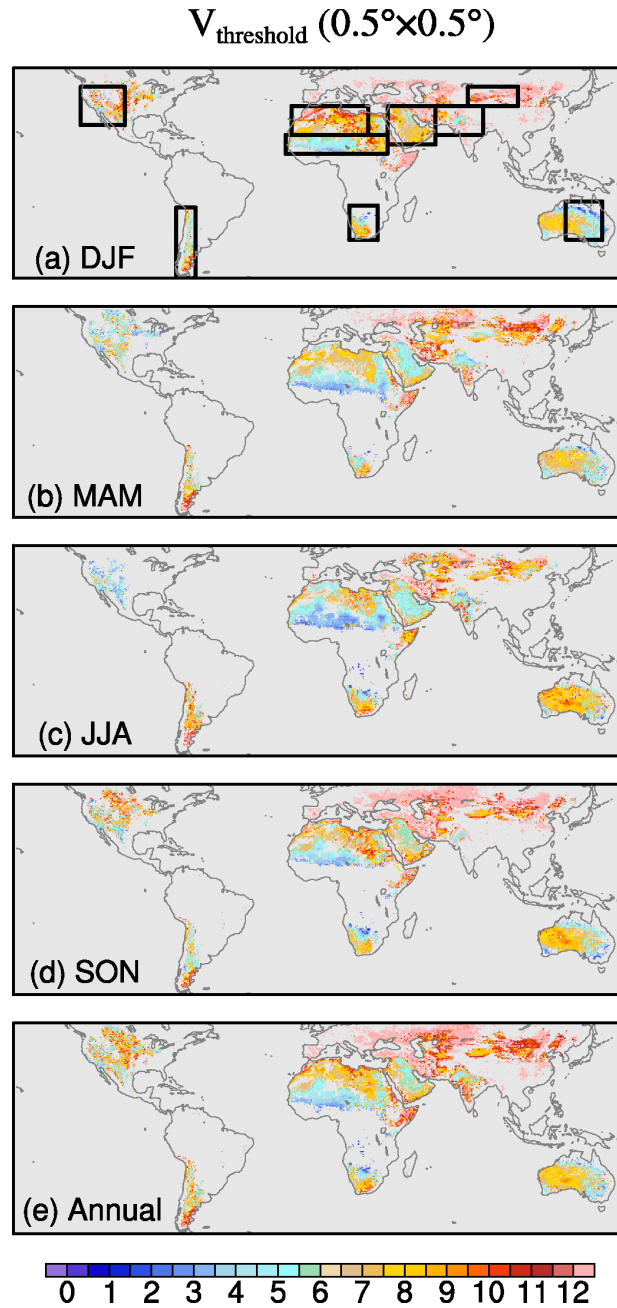 Vthreshold (0.5°×0.5°)
(a) DJF
(b) MAM
(c) JJA
(d) SON
(e) Annual
0 1 2 3 4 5 6 7 8 9 10 11 12